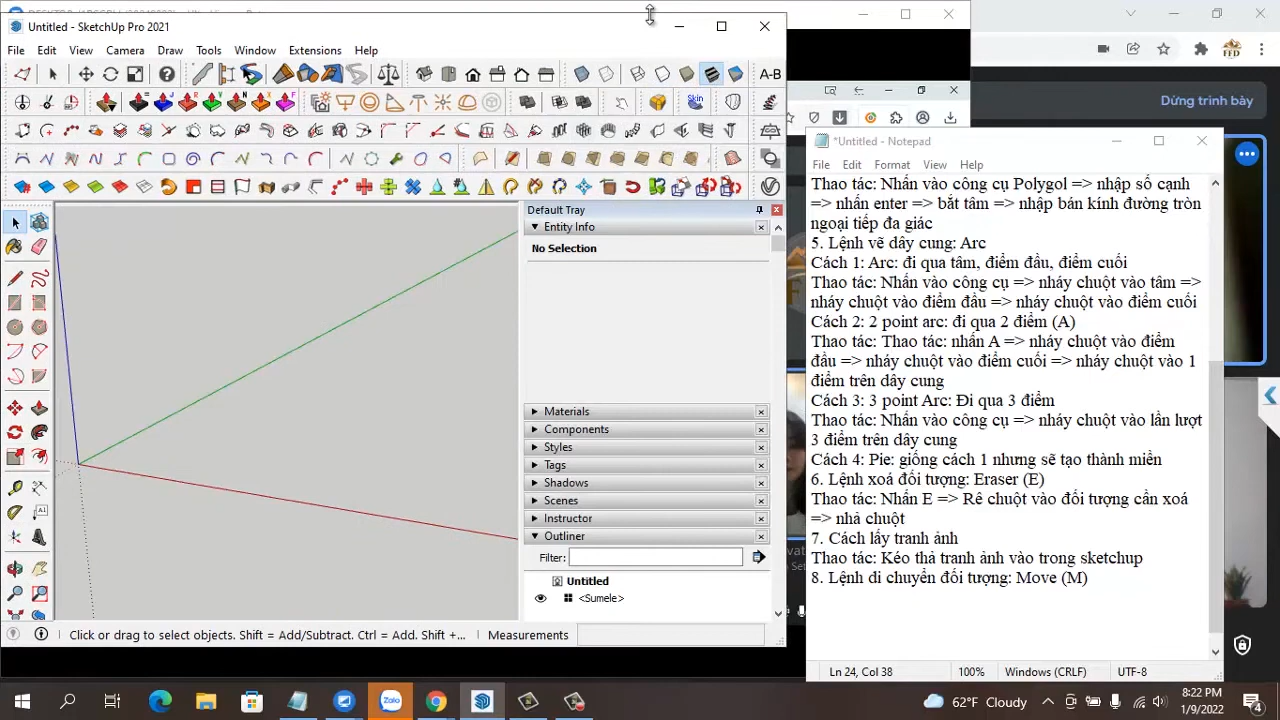 Untitled - SketchUp Pro 2021
File Edit View Camera Draw Tools Window Extensions Help
A-B
Skin
Default Tray
Entity Info
No Selection
Materials
Components
Styles
Tags
Shadows
Scenes
Instructor
Outliner
Filter:
Untitled
<Sumele>
Click or drag to select objects. Shift = Add/Subtract. Ctrl = Add. Shift +...
Measurements
Dừng trình bày
*Untitled - Notepad
File Edit Format View Help
Thao tác: Nhấn vào công cụ Polygol => nhập số cạnh
=> nhấn enter => bắt tâm => nhập bán kính đường tròn
ngoại tiếp đa giác
5. Lệnh vẽ dây cung: Arc
Cách 1: Arc: đi qua tâm, điểm đầu, điểm cuối
Thao tác: Nhấn vào công cụ => nháy chuột vào tâm =>
nháy chuột vào điểm đầu => nháy chuột vào điểm cuối
Cách 2: 2 point arc: đi qua 2 điểm (A)
Thao tác: Thao tác: nhấn A => nháy chuột vào điểm
đầu => nháy chuột vào điểm cuối => nháy chuột vào 1
điểm trên dây cung
Cách 3: 3 point Arc: Đi qua 3 điểm
Thao tác: Nhấn vào công cụ => nháy chuột vào lần lượt
3 điểm trên dây cung
Cách 4: Pie: giống cách 1 nhưng sẽ tạo thành miền
6. Lệnh xoá đối tượng: Eraser (E)
Thao tác: Nhấn E => Rê chuột vào đối tượng cần xoá
=> nhả chuột
7. Cách lấy tranh ảnh
Thao tác: Kéo thả tranh ảnh vào trong sketchup
8. Lệnh di chuyển đối tượng: Move (M)
Ln 24, Col 38
100%
Windows (CRLF)
UTF-8
Zalo
62°F Cloudy
8:22 PM
1/9/2022
4